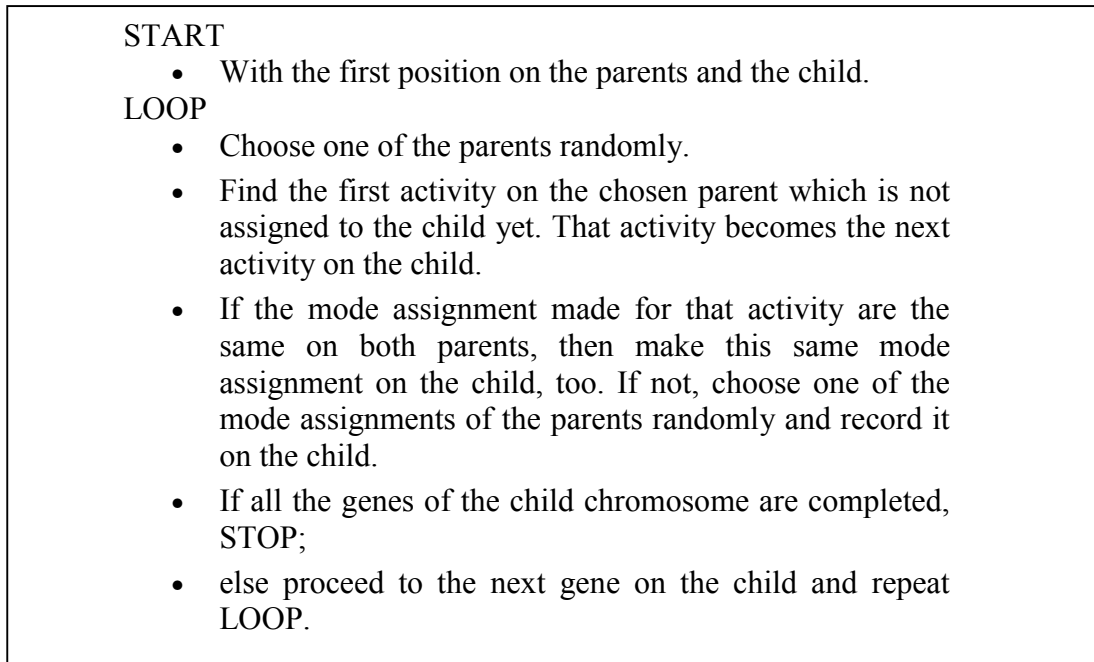 START
• With the first position on the parents and the child.
LOOP
• Choose one of the parents randomly.
• Find the first activity on the chosen parent which is not
assigned to the child yet. That activity becomes the next
activity on the child.
• If the mode assignment made for that activity are the
same on both parents, then make this same mode
assignment on the child, too. If not, choose one of the
mode assignments of the parents randomly and record it
on the child.
• If all the genes of the child chromosome are completed,
STOP;
• else proceed to the next gene on the child and repeat
LOOP.